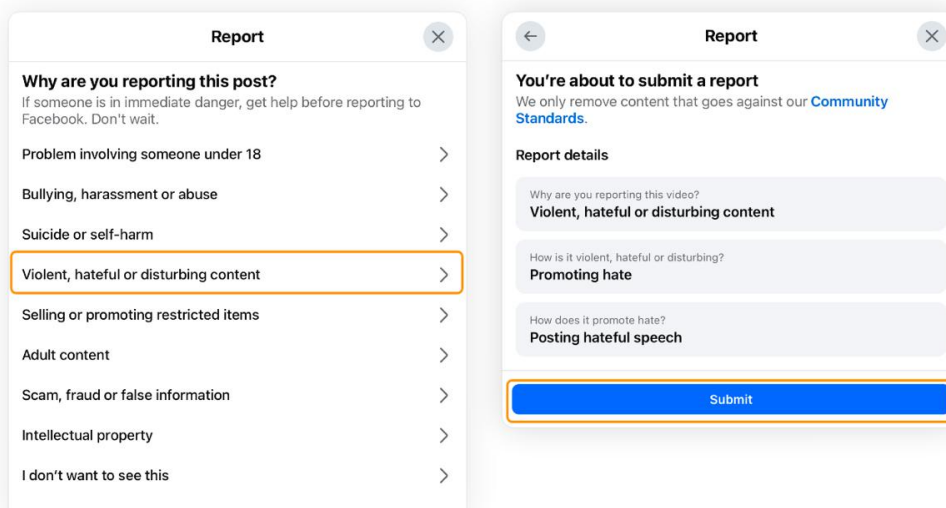 Report
Why are you reporting this post?
If someone is in immediate danger, get help before reporting to
Facebook. Don't wait.
Problem involving someone under 18
Bullying, harassment or abuse
Suicide or self-harm
Violent, hateful or disturbing content
Selling or promoting restricted items
Adult content
Scam, fraud or false information
Intellectual property
I don’t want to see this
Report
You’re about to submit a report
We only remove content that goes against our Community
Standards.
Report details
Why are you reporting this video?
Violent, hateful or disturbing content
How is it violent, hateful or disturbing?
Promoting hate
How does it promote hate?
Posting hateful speech
Submit